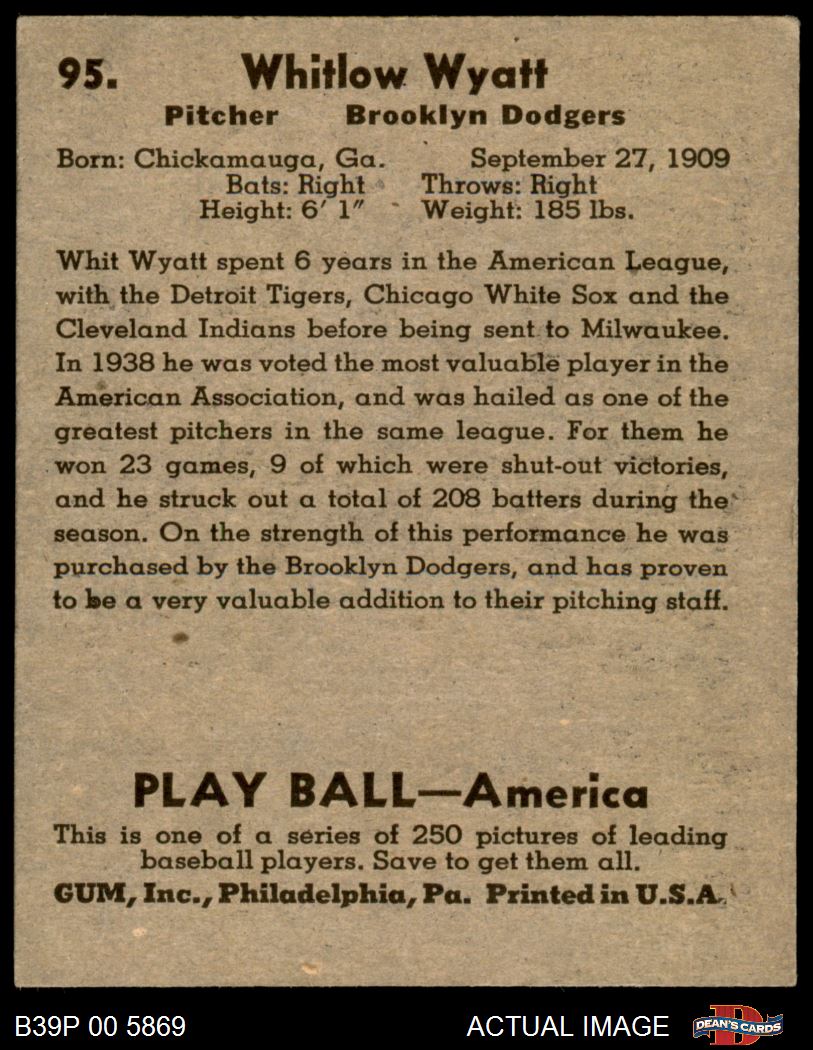 95. Whitlow Wyatt
Pitcher Brooklyn Dodgers
Born: Chickamauga, Ga. September 27, 1909
Bats: Right Throws: Right
Height: 6' 1" Weight: 185 lbs.
Whit Wyatt spent 6 years in the American League,
with the Detroit Tigers, Chicago White Sox and the
Cleveland Indians before being sent to Milwaukee.
In 1938 he was voted the most valuable player in the
American Association, and was hailed as one of the
greatest pitchers in the same league. For them he
won 23 games, 9 of which were shut-out victories,
and he struck out a total of 208 batters during the
season. On the strength of this performance he was
purchased by the Brooklyn Dodgers, and has proven
to be a very valuable addition to their pitching staff.
PLAY BALL—America
This is one of a series of 250 pictures of leading
baseball players. Save to get them all.
GUM, Inc., Philadelphia, Pa. Printed in U.S.A.
B39P 00 5869 ACTUAL IMAGE D DEAN'S CARDS